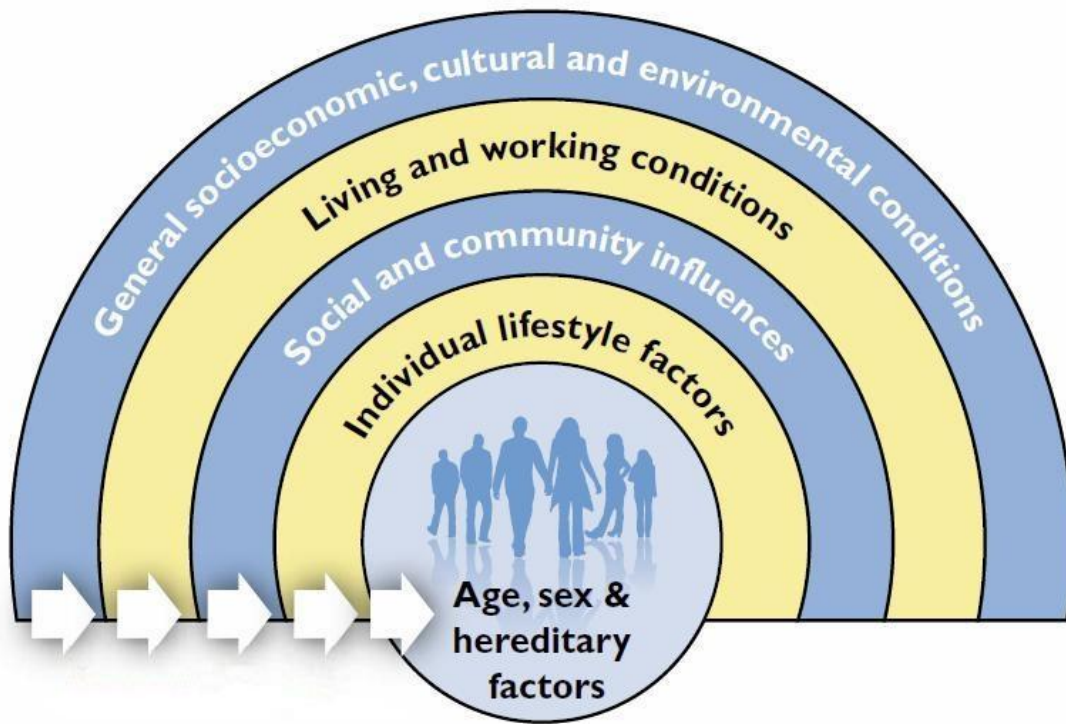 General socioeconomic, cultural and environmental conditions
Living and working conditions
Social and community influences
Individual lifestyle factors
Age, sex &
hereditary
factors